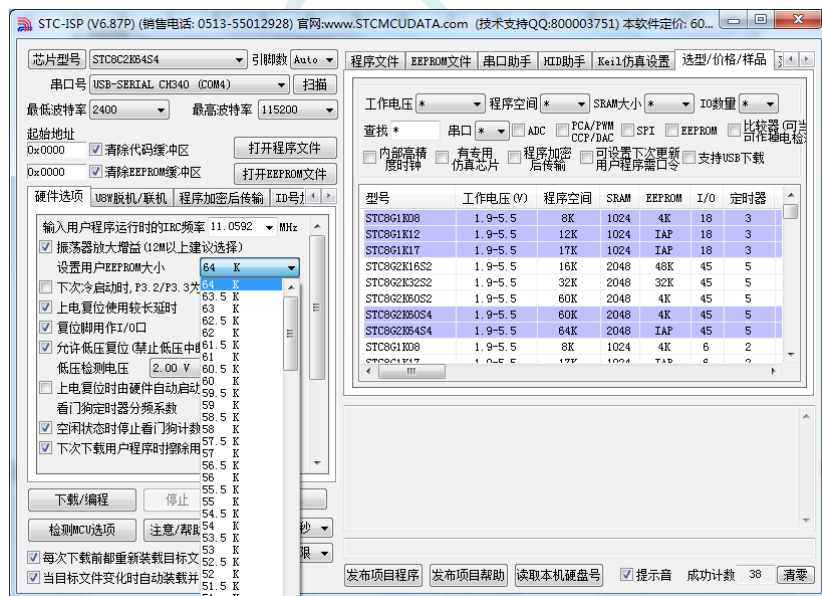 STC-ISP (V6.87P) (销售电话: 0513-55012928) 官网:www.STCMCUDATA.com (技术支持QQ:800003751) 本软件定价: 60...
芯片型号 STC8C2K64S4 引脚数 Auto
串口号 USB-SERIAL CH340 (COM4) 扫描
最低波特率 2400 最高波特率 115200
起始地址
0x0000 清除代码缓冲区 打开程序文件
0x0000 清除EEPROM缓冲区 打开EEPROM文件
硬件选项 U8W脱机/联机 程序加密后传输 ID号
输入用户程序运行时的IRC频率 11.0592 MHz
振荡器放大增益(12M以上建议选择)
设置用户EEPROM大小 64 K
下次冷启动时,P3.2/P3.3为
上电复位使用较长延时
复位脚用作I/O口
允许低压复位(禁止低压中
低压检测电压 2.00 V
上电复位时由硬件自动启动
看门狗定时器分频系数
空闲状态时停止看门狗计数
下次下载用户程序时擦除用
64 K
63.5 K
63 K
62.5 K
62 K
61.5 K
61 K
60.5 K
60 K
59.5 K
59 K
58.5 K
58 K
57.5 K
57 K
56.5 K
56 K
55.5 K
55 K
54.5 K
54 K
53.5 K
53 K
52.5 K
52 K
51.5 K
下载/编程 停止
检测MCU选项 注意/帮助 秒
每次下载前都重新装载目标文 限
当目标文件变化时自动装载并
程序文件 EEPROM文件 串口助手 HID助手 Keil仿真设置 选型/价格/样品
工作电压 * 程序空间 * SRAM大小 * IO数量 *
查找 * 串口 * ADC PCA/PWM CCP/DAC SPI EEPROM 比较器(可当 可作掉电检
内部高精度时钟 有专用仿真芯片 程序加密后传输 可设置下次更新用户程序需口令 支持USB下载
型号 工作电压(V) 程序空间 SRAM EEPROM I/O 定时器
STC8G1K08 1.9-5.5 8K 1024 4K 18 3
STC8G1K12 1.9-5.5 12K 1024 IAP 18 3
STC8G1K17 1.9-5.5 17K 1024 IAP 18 3
STC8G2K16S2 1.9-5.5 16K 2048 48K 45 5
STC8G2K32S2 1.9-5.5 32K 2048 32K 45 5
STC8G2K60S2 1.9-5.5 60K 2048 4K 45 5
STC8G2K60S4 1.9-5.5 60K 2048 4K 45 5
STC8G2K64S4 1.9-5.5 64K 2048 IAP 45 5
STC8G1K08 1.9-5.5 8K 1024 4K 6 2
STC8G1K17 1.9-5.5 17K 1024 IAP 6 2
发布项目程序 发布项目帮助 读取本机硬盘号 提示音 成功计数 38 清零